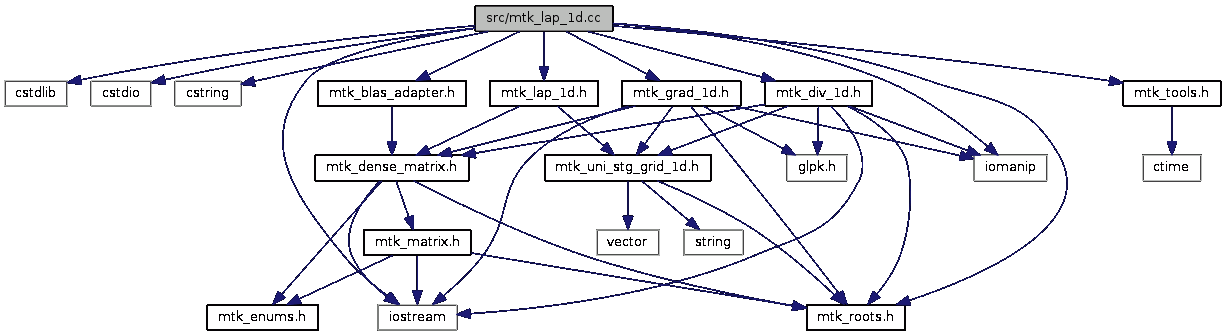 src/mtk_lap_1d.cc
cstdlib
cstdio
cstring
mtk_blas_adapter.h
mtk_lap_1d.h
mtk_grad_1d.h
mtk_div_1d.h
mtk_tools.h
mtk_dense_matrix.h
mtk_uni_stg_grid_1d.h
glpk.h
iomanip
ctime
mtk_matrix.h
vector
string
mtk_enums.h
iostream
mtk_roots.h